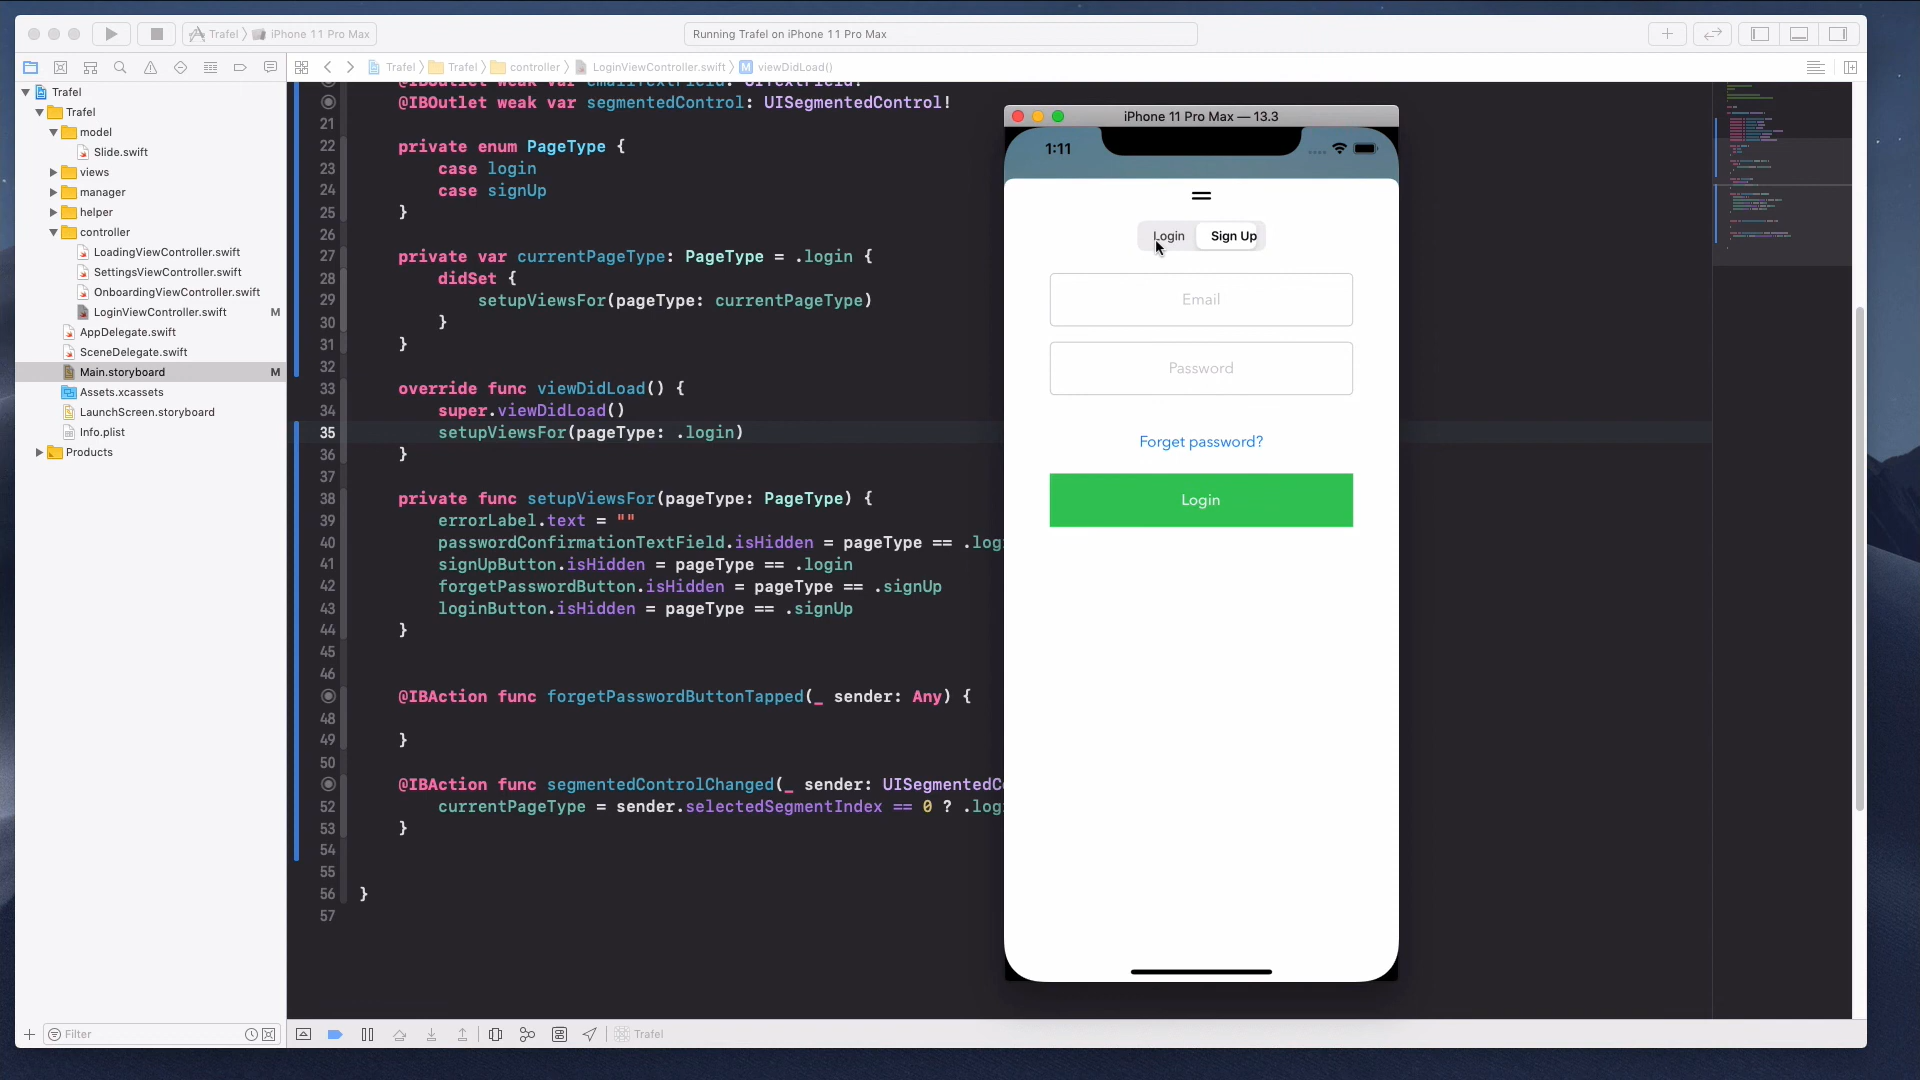 Trafel
iPhone 11 Pro Max
Running Trafel on iPhone 11 Pro Max
Trafel
Trafel
controller
LoginViewController.swift
M
viewDidLoad()
Trafel
Trafel
model
Slide.swift
views
manager
helper
controller
LoadingViewController.swift
SettingsViewController.swift
OnboardingViewController.swift
LoginViewController.swift
M
AppDelegate.swift
SceneDelegate.swift
Main.storyboard
M
Assets.xcassets
LaunchScreen.storyboard
Info.plist
Products
Filter
@IBOutlet weak var emailTextField: UITextField!
@IBOutlet weak var segmentedControl: UISegmentedControl!
21
22 private enum PageType {
23 case login
24 case signUp
25 }
26
27 private var currentPageType: PageType = .login {
28 didSet {
29 setupViewsFor(pageType: currentPageType)
30 }
31 }
32
33 override func viewDidLoad() {
34 super.viewDidLoad()
35 setupViewsFor(pageType: .login)
36 }
37
38 private func setupViewsFor(pageType: PageType) {
39 errorLabel.text = ""
40 passwordConfirmationTextField.isHidden = pageType == .log
41 signUpButton.isHidden = pageType == .login
42 forgetPasswordButton.isHidden = pageType == .signUp
43 loginButton.isHidden = pageType == .signUp
44 }
45
46
@IBAction func forgetPasswordButtonTapped(_ sender: Any) {
48
49 }
50
@IBAction func segmentedControlChanged(_ sender: UISegmentedCo
52 currentPageType = sender.selectedSegmentIndex == 0 ? .log
53 }
54
55
56 }
57
Trafel
iPhone 11 Pro Max — 13.3
1:11
Login
Sign Up
Email
Password
Forget password?
Login